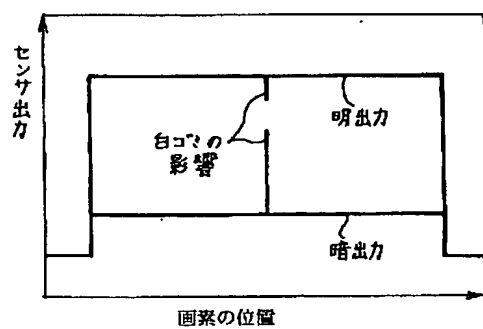 センサ出力
明出力
白ゴミの
影響
暗出力
画素の位置